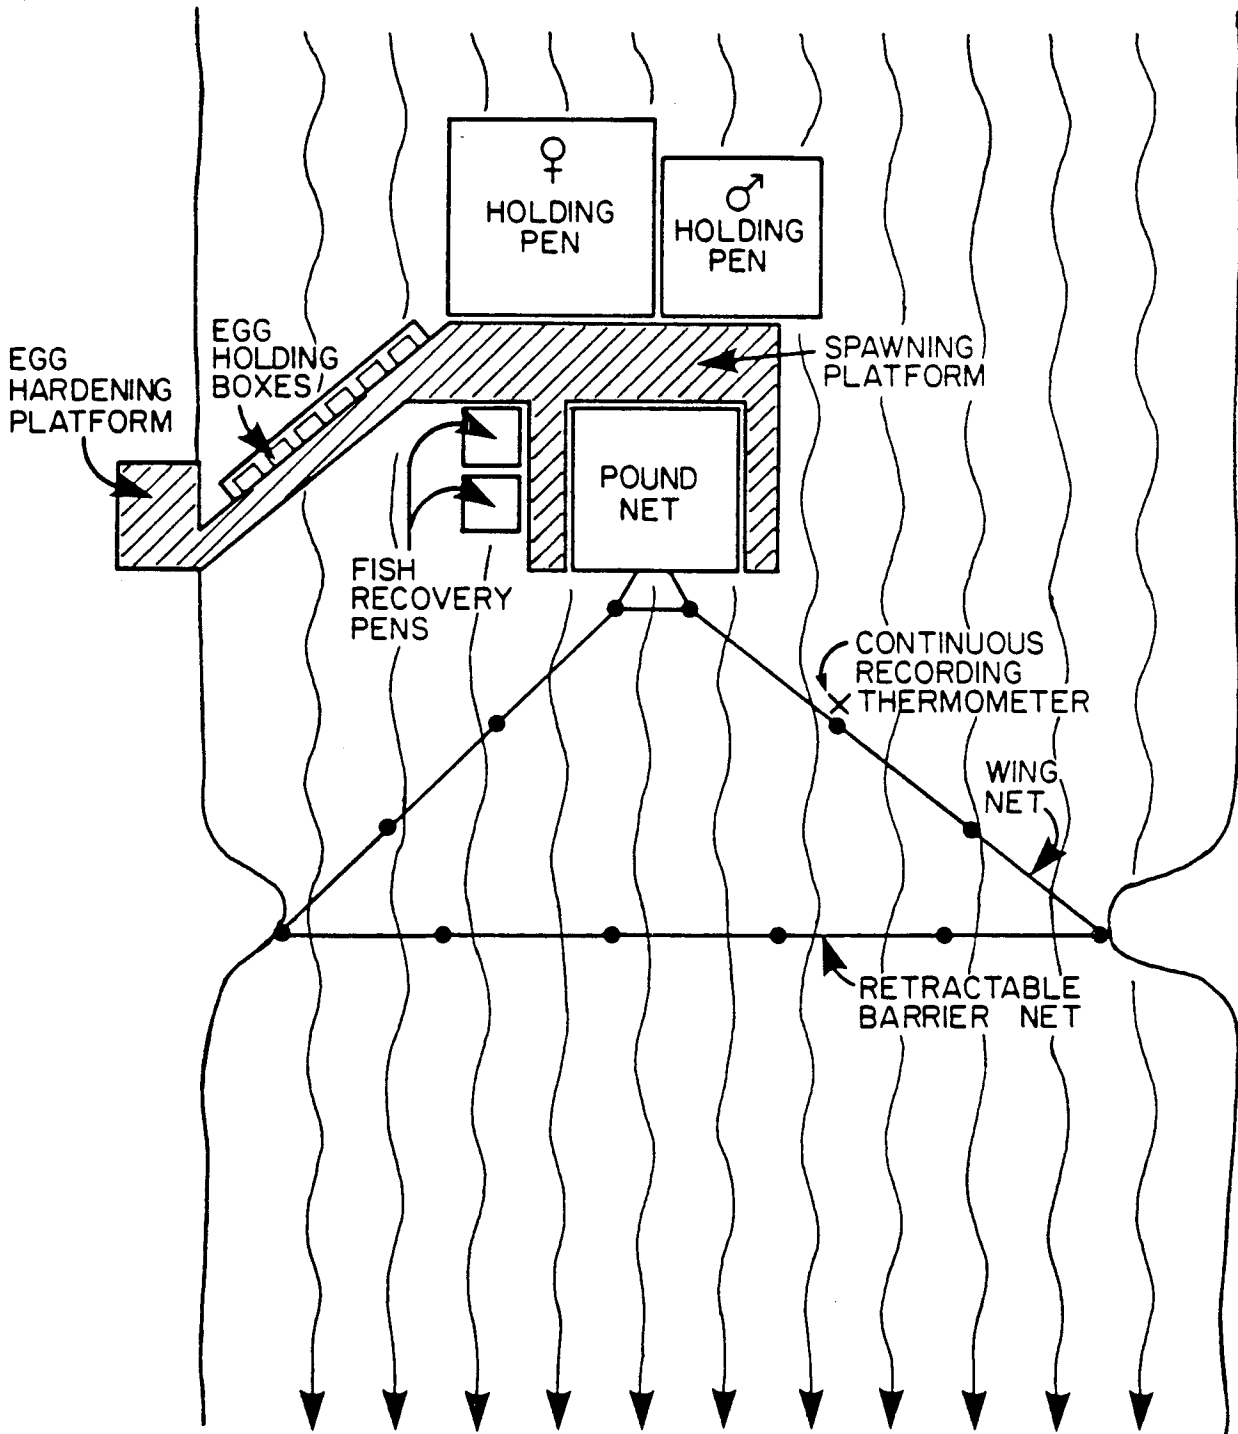 ♀
HOLDING
PEN
♂
HOLDING
PEN
EGG
HOLDING
BOXES
EGG
HARDENING
PLATFORM
SPAWNING
PLATFORM
POUND
NET
FISH
RECOVERY
PENS
CONTINUOUS
RECORDING
THERMOMETER
WING
NET
RETRACTABLE
BARRIER NET